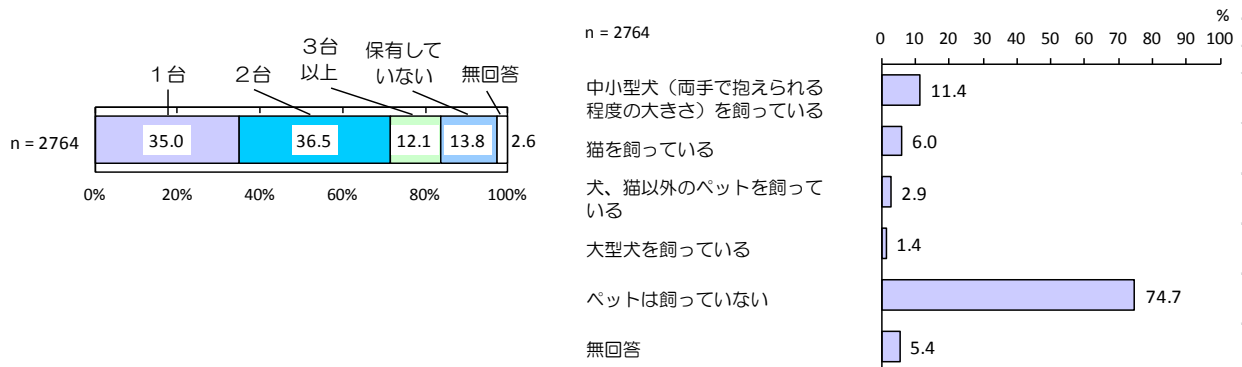 ３台
以上
保有して
いない
１台
２台
無回答
n = 2764
35.0
36.5
12.1
13.8
2.6
0%
20%
40%
60%
80%
100%
n = 2764
%
0
10
20
30
40
50
60
70
80
90
100
中小型犬（両手で抱えられる
程度の大きさ）を飼っている
11.4
猫を飼っている
6.0
犬、猫以外のペットを飼って
いる
2.9
大型犬を飼っている
1.4
ペットは飼っていない
74.7
無回答
5.4